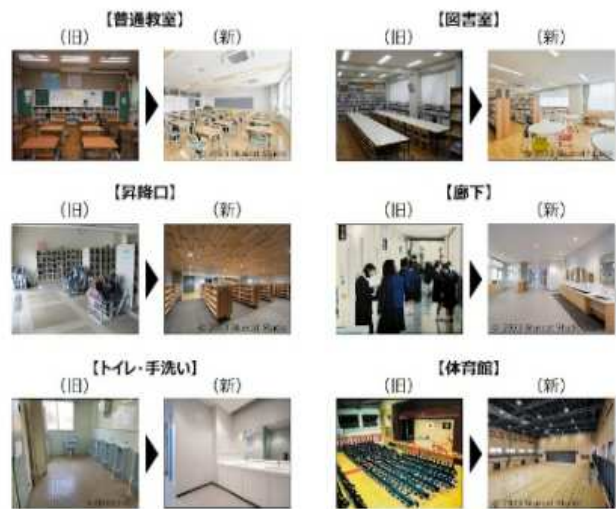 【普通教室】
(旧) (新)
【図書室】
(旧) (新)
【昇降口】
(旧) (新)
【廊下】
(旧) (新)
【トイレ・手洗い】
(旧) (新)
【体育館】
(旧) (新)